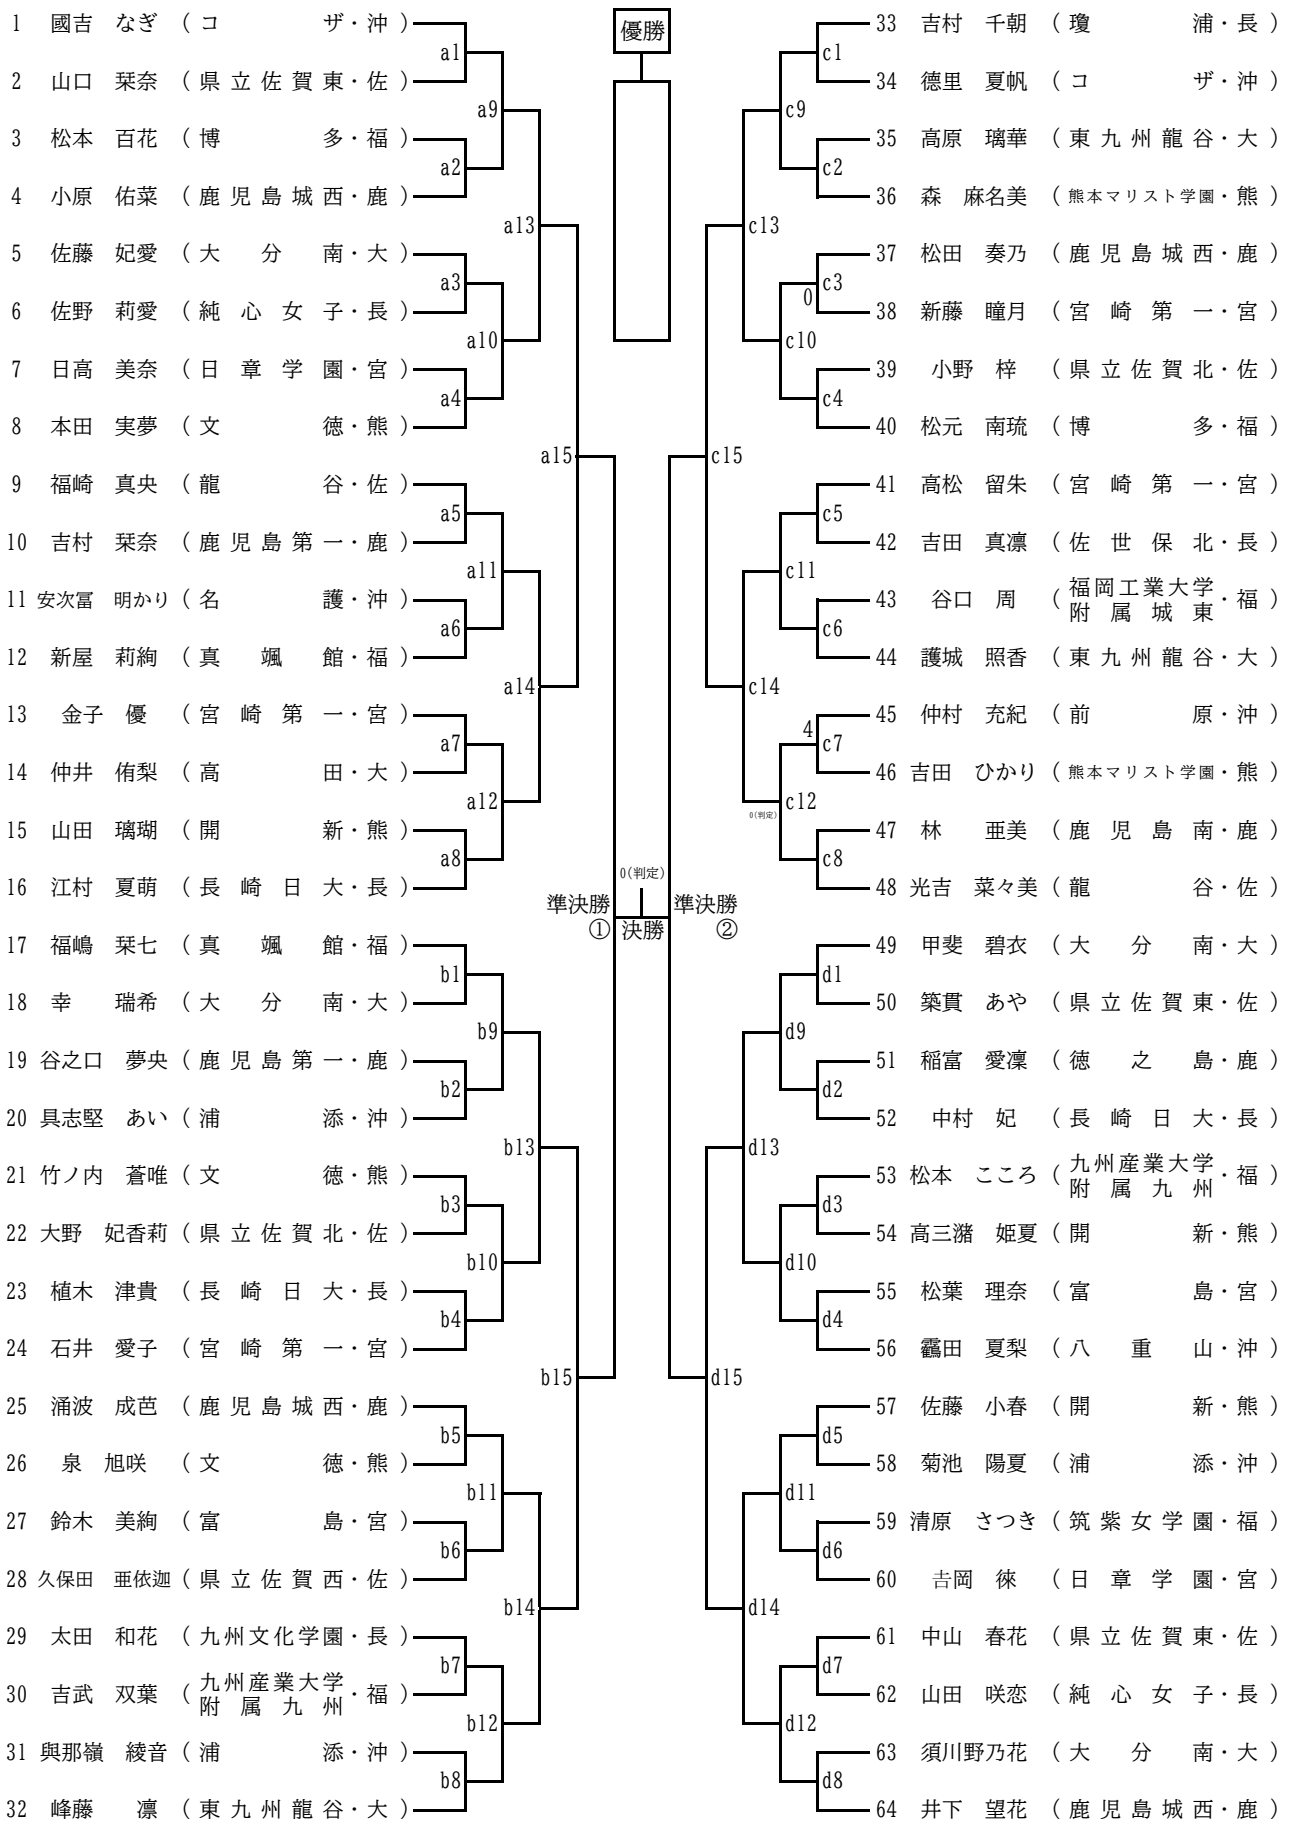 優勝
1 國吉 なぎ （コザ・沖）
2 山口 栞奈 （県立佐賀東・佐）
3 松本 百花 （博多・福）
4 小原 佑菜 （鹿児島城西・鹿）
5 佐藤 妃愛 （大分南・大）
6 佐野 莉愛 （純心女子・長）
7 日高 美奈 （日章学園・宮）
8 本田 実夢 （文徳・熊）
9 福崎 真央 （龍谷・佐）
10 吉村 栞奈 （鹿児島第一・鹿）
11 安次冨 明かり （名護・沖）
12 新屋 莉絢 （真颯館・福）
13 金子 優 （宮崎第一・宮）
14 仲井 侑梨 （高田・大）
15 山田 璃瑚 （開新・熊）
16 江村 夏萌 （長崎日大・長）
17 福嶋 栞七 （真颯館・福）
18 幸 瑞希 （大分南・大）
19 谷之口 夢央 （鹿児島第一・鹿）
20 具志堅 あい （浦添・沖）
21 竹ノ内 蒼唯 （文徳・熊）
22 大野 妃香莉 （県立佐賀北・佐）
23 植木 津貴 （長崎日大・長）
24 石井 愛子 （宮崎第一・宮）
25 涌波 成芭 （鹿児島城西・鹿）
26 泉 旭咲 （文徳・熊）
27 鈴木 美絢 （富島・宮）
28 久保田 亜依迦 （県立佐賀西・佐）
29 太田 和花 （九州文化学園・長）
30 吉武 双葉 （九州産業大学附属九州・福）
31 與那嶺 綾音 （浦添・沖）
32 峰藤 凛 （東九州龍谷・大）
a1
a2
a3
a4
a5
a6
a7
a8
a9
a10
a11
a12
a13
a14
a15
b1
b2
b3
b4
b5
b6
b7
b8
b9
b10
b11
b12
b13
b14
b15
0(判定)
準決勝
①
決勝
準決勝
②
33 吉村 千朝 （瓊浦・長）
34 德里 夏帆 （コザ・沖）
35 高原 璃華 （東九州龍谷・大）
36 森 麻名美 （熊本マリスト学園・熊）
37 松田 奏乃 （鹿児島城西・鹿）
38 新藤 瞳月 （宮崎第一・宮）
39 小野 梓 （県立佐賀北・佐）
40 松元 南琉 （博多・福）
41 高松 留朱 （宮崎第一・宮）
42 吉田 真凛 （佐世保北・長）
43 谷口 周 （福岡工業大学附属城東・福）
44 護城 照香 （東九州龍谷・大）
45 仲村 充紀 （前原・沖）
46 吉田 ひかり （熊本マリスト学園・熊）
47 林 亜美 （鹿児島南・鹿）
48 光吉 菜々美 （龍谷・佐）
49 甲斐 碧衣 （大分南・大）
50 築貫 あや （県立佐賀東・佐）
51 稲富 愛凜 （徳之島・鹿）
52 中村 妃 （長崎日大・長）
53 松本 こころ （九州産業大学附属九州・福）
54 高三潴 姫夏 （開新・熊）
55 松葉 理奈 （富島・宮）
56 靍田 夏梨 （八重山・沖）
57 佐藤 小春 （開新・熊）
58 菊池 陽夏 （浦添・沖）
59 清原 さつき （筑紫女学園・福）
60 𠮷岡 徠 （日章学園・宮）
61 中山 春花 （県立佐賀東・佐）
62 山田 咲恋 （純心女子・長）
63 須川野乃花 （大分南・大）
64 井下 望花 （鹿児島城西・鹿）
c1
c2
c3
0
c4
c5
c6
4
c7
c8
c9
c10
c11
c12
0(判定)
c13
c14
c15
d1
d2
d3
d4
d5
d6
d7
d8
d9
d10
d11
d12
d13
d14
d15